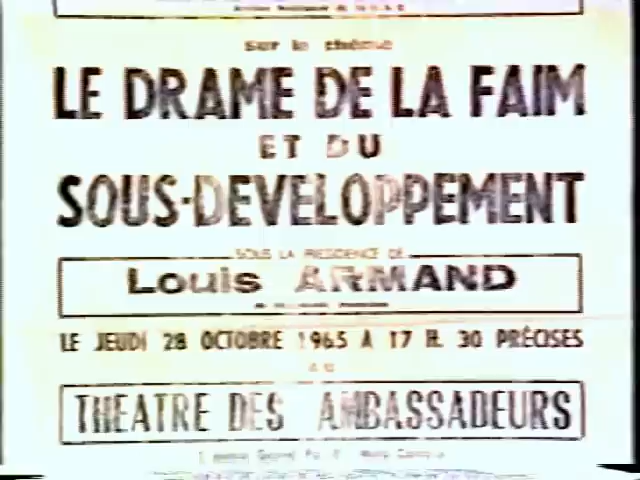 sur le thème
LE DRAME DE LA FAIM
ET DU
SOUS-DEVELOPPEMENT
SOUS LA PRESIDENCE DE
LOUIS ARMAND
LE JEUDI 28 OCTOBRE 1965 A 17 H. 30 PRÉCISES
AU
THEATRE DES AMBASSADEURS